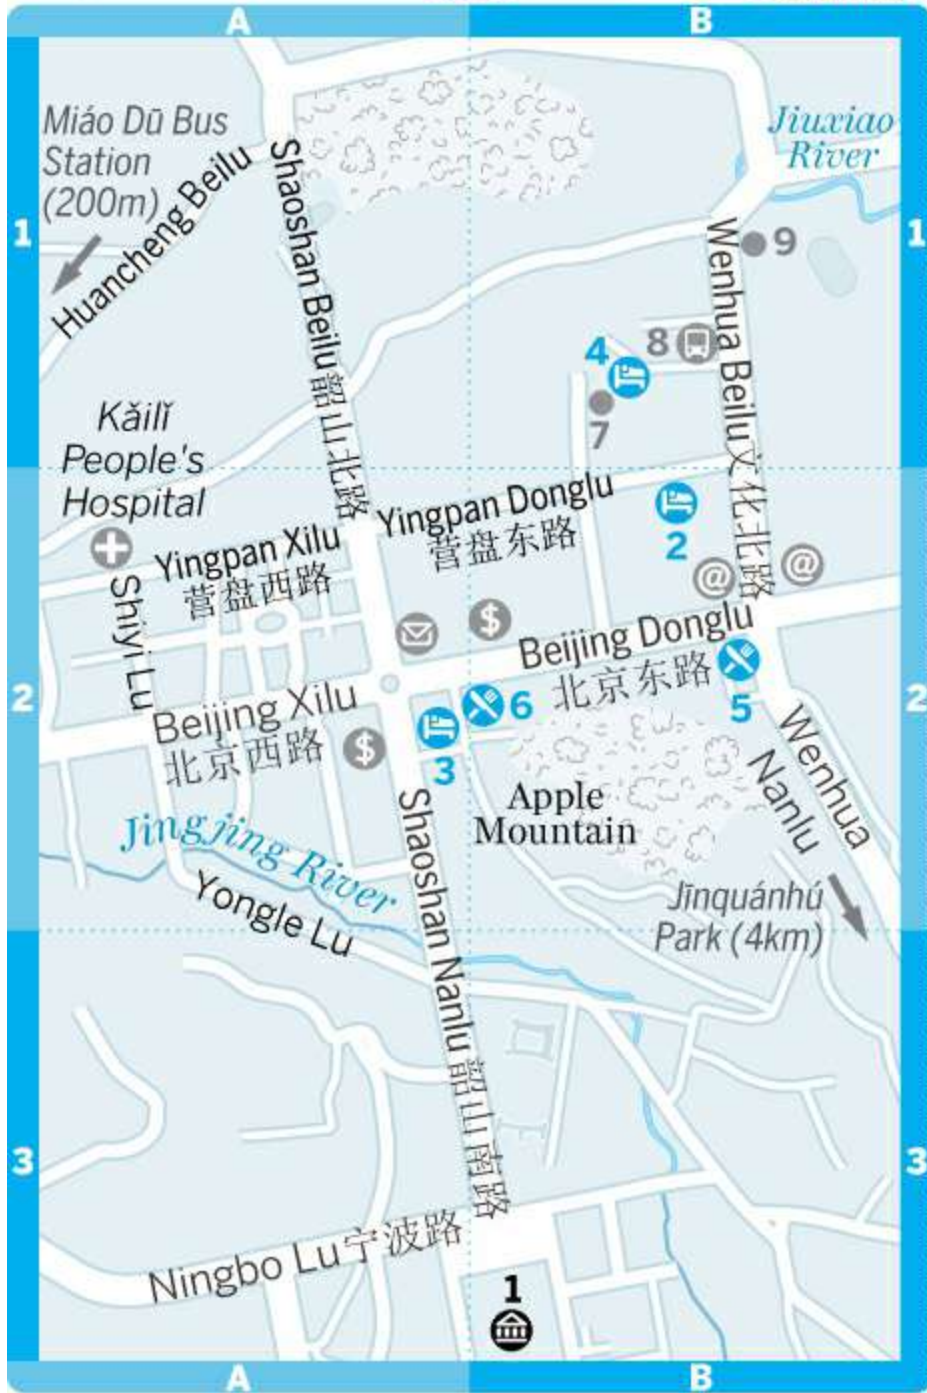 A
B
1
1
Miáo Dū Bus
Station
(200m)
Huancheng Beilu
Shaoshan Beilu 韶山北路
Jiuxiao
River
Wenhua Beilu 文化北路
9
8
4
7
Kǎilǐ
People's
Hospital
Yingpan Xilu
营盘西路
Yingpan Donglu
营盘东路
2
@
@
Shiyi Lu
$
Beijing Donglu
北京东路
2
2
Beijing Xilu
北京西路
$
3
6
5
Wenhua
Nanlu
Apple
Mountain
Jingjing River
Yongle Lu
Shaoshan Nanlu 韶山南路
Jīnquánhú
Park (4km)
3
3
Ningbo Lu 宁波路
1
A
B